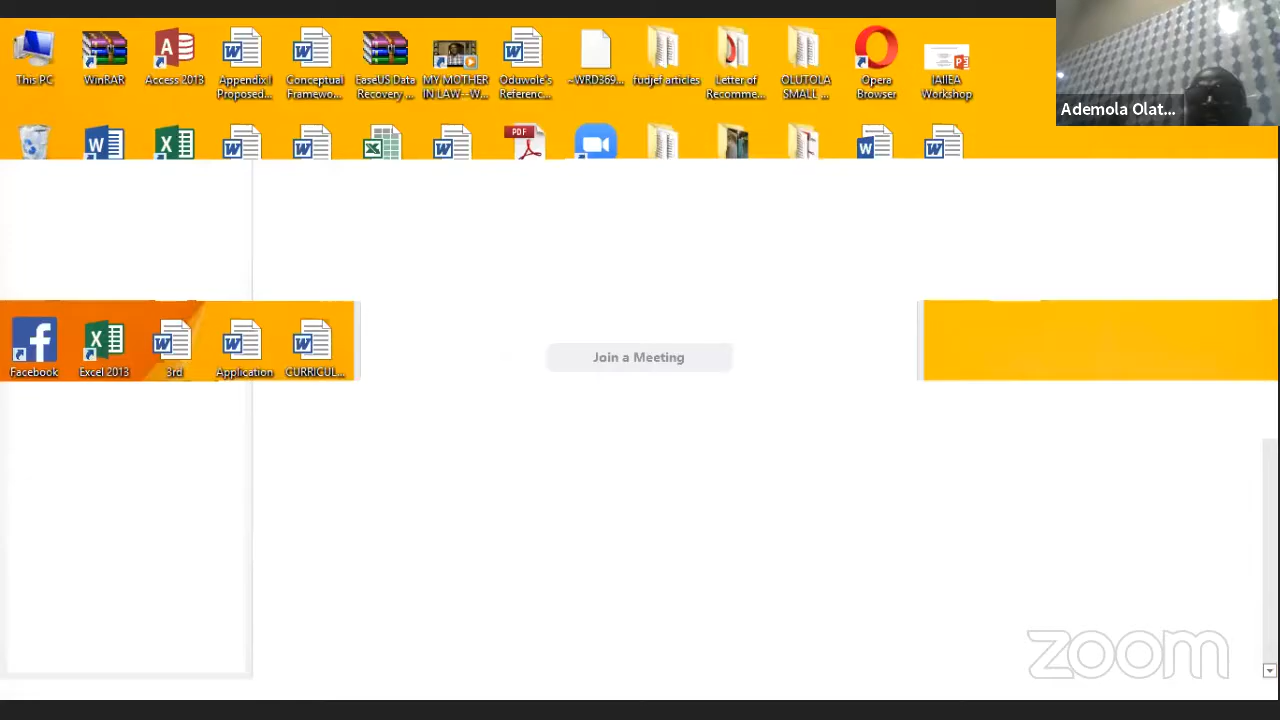 This PC
WinRAR
Access 2013
Appendix I
Proposed...
Conceptual
Framewo...
EaseUS Data
Recovery ...
MY MOTHER
IN LAW--W...
Oduwole's
Referenc...
~WRD369...
fuojef articles
Letter of
Recomme...
OLUTOLA
SMALL ...
Opera
Browser
IAIIEA
Workshop
Ademola Olat...
PDF
Join a Meeting
Facebook
Excel 2013
3rd
Application
CURRICUL...
zoom